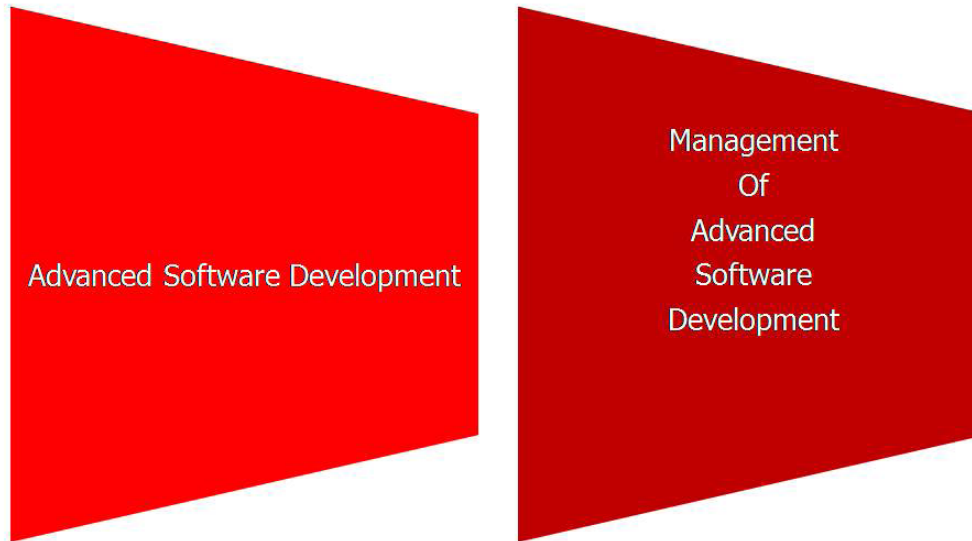 Advanced Software Development
Management
Of
Advanced
Software
Development